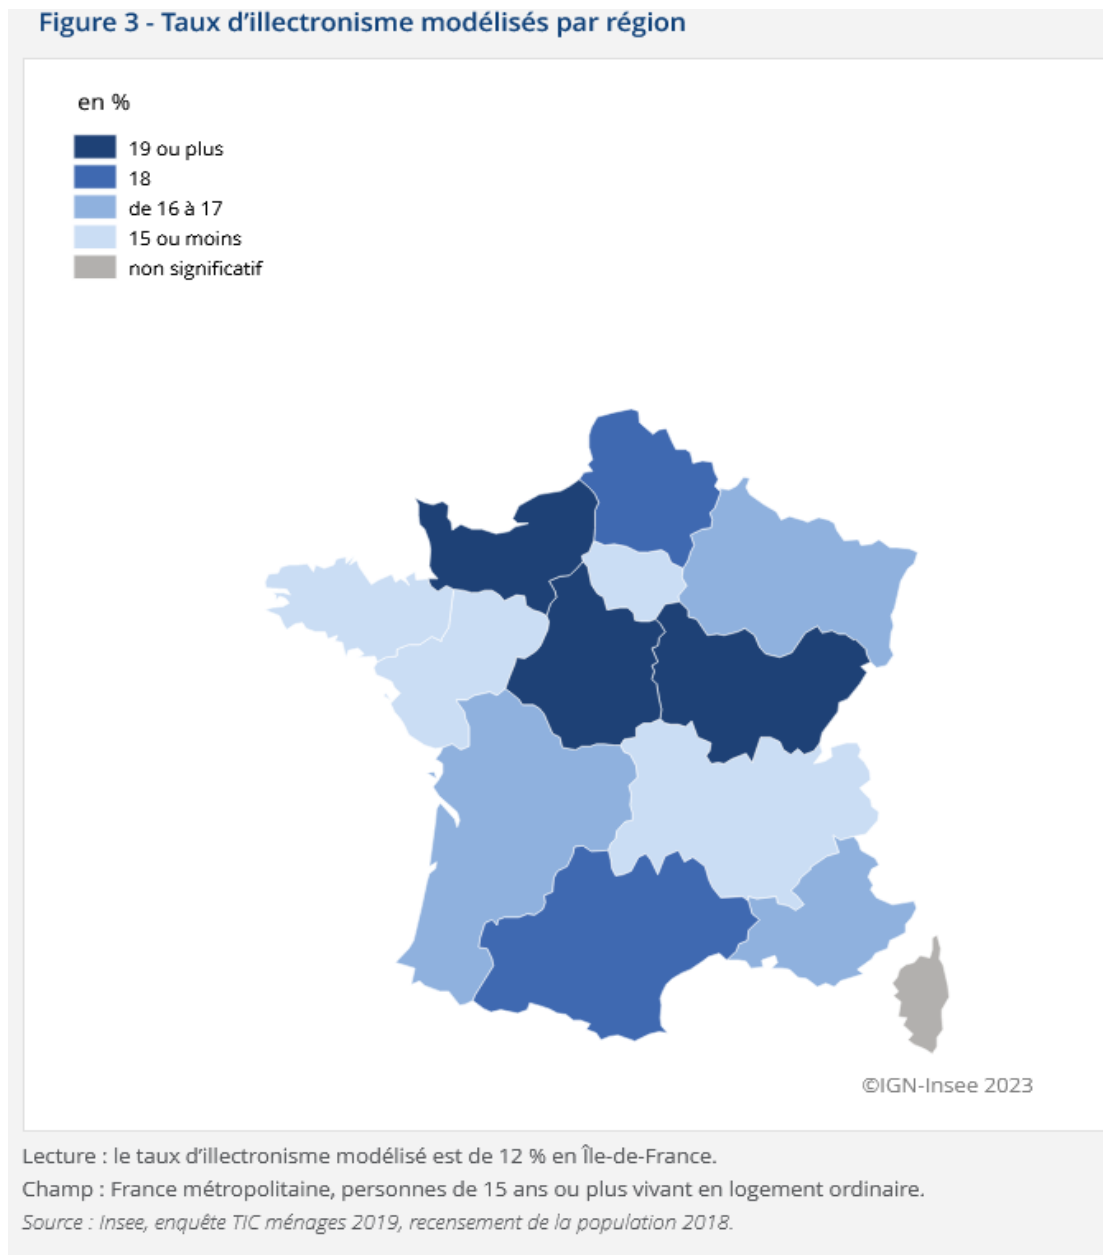 Figure 3 - Taux d’illectronisme modélisés par région
en %
19 ou plus
18
de 16 à 17
15 ou moins
non significatif
©IGN-Insee 2023
Lecture : le taux d’illectronisme modélisé est de 12 % en Île-de-France.
Champ : France métropolitaine, personnes de 15 ans ou plus vivant en logement ordinaire.
Source : Insee, enquête TIC ménages 2019, recensement de la population 2018.